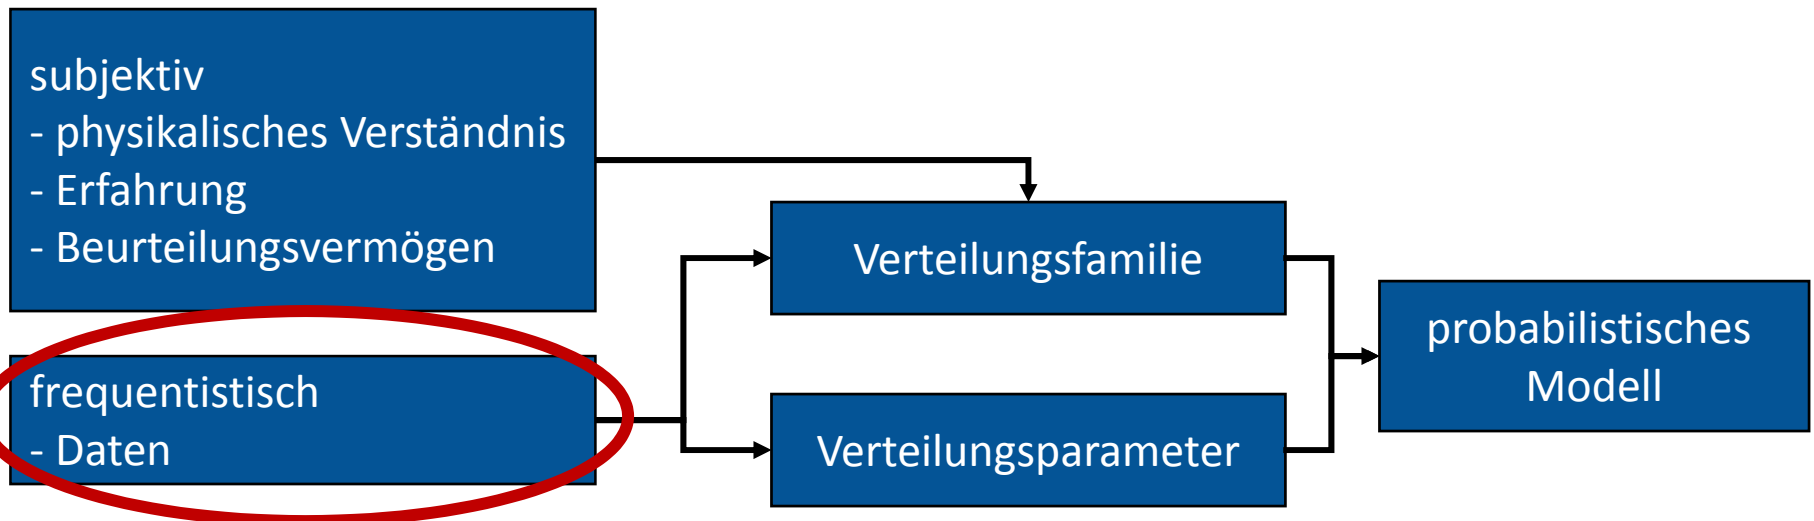 subjektiv
- physikalisches Verständnis
- Erfahrung
- Beurteilungsvermögen
frequentistisch
- Daten
Verteilungsfamilie
Verteilungsparameter
probabilistisches
Modell